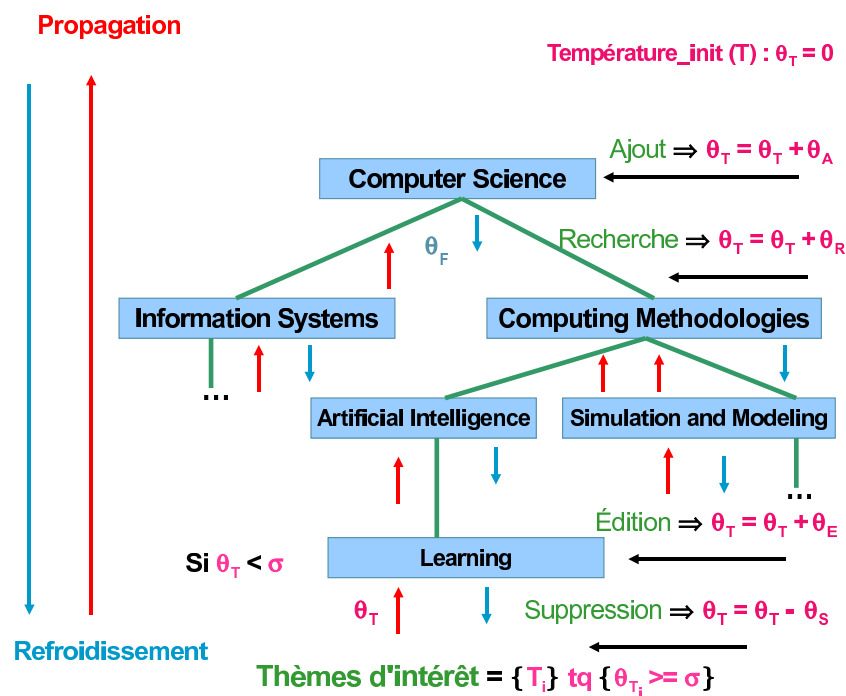 Propagation
Température_init (T) : θT = 0
Ajout ⇒ θT = θT + θA
Computer Science
θF
Recherche ⇒ θT = θT + θR
Information Systems
Computing Methodologies
...
Artificial Intelligence
Simulation and Modeling
...
Édition ⇒ θT = θT + θE
Si θT < σ
Learning
θT
Suppression ⇒ θT = θT - θS
Refroidissement
Thèmes d'intérêt = {Ti} tq {θTi >= σ}